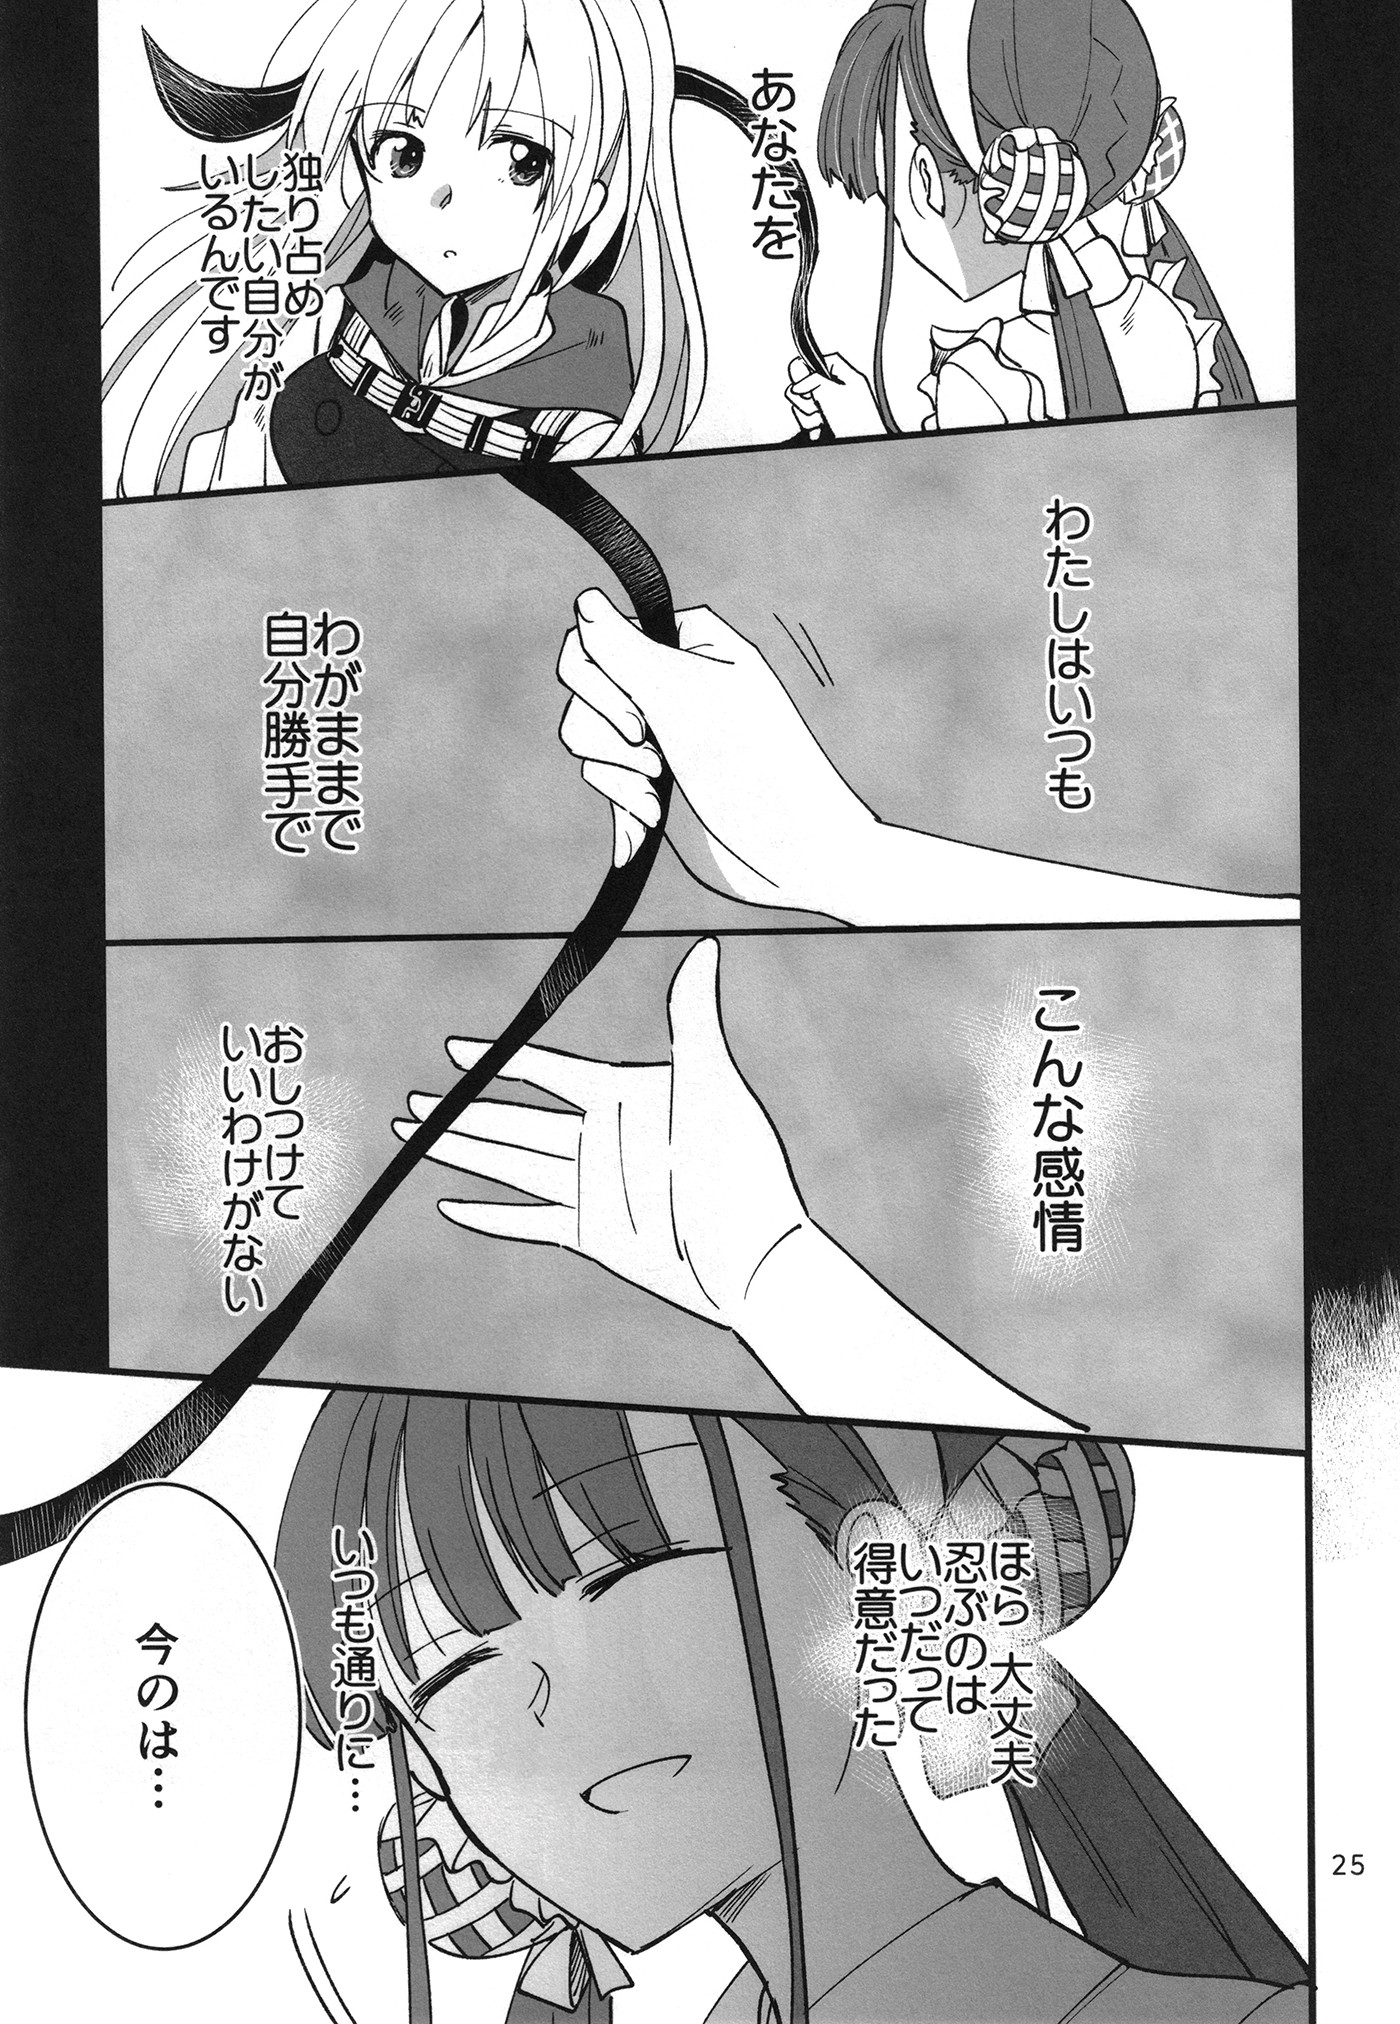 あなたを
独り占め
したい自分が
いるんです
わたしはいつも
わがままで
自分勝手で
こんな感情
おしつけて
いいわけがない
ほら 大丈夫
忍ぶのは
いつだって
得意だった
いつも通りに…
今のは…
25